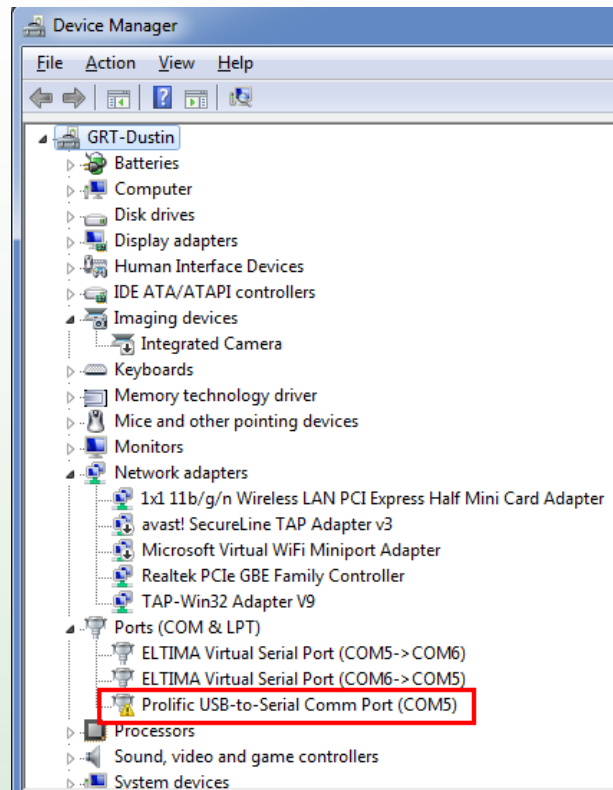 Device Manager
File Action View Help
GRT-Dustin
Batteries
Computer
Disk drives
Display adapters
Human Interface Devices
IDE ATA/ATAPI controllers
Imaging devices
Integrated Camera
Keyboards
Memory technology driver
Mice and other pointing devices
Monitors
Network adapters
1x1 11b/g/n Wireless LAN PCI Express Half Mini Card Adapter
avast! SecureLine TAP Adapter v3
Microsoft Virtual WiFi Miniport Adapter
Realtek PCIe GBE Family Controller
TAP-Win32 Adapter V9
Ports (COM & LPT)
ELTIMA Virtual Serial Port (COM5->COM6)
ELTIMA Virtual Serial Port (COM6->COM5)
Prolific USB-to-Serial Comm Port (COM5)
Processors
Sound, video and game controllers
System devices